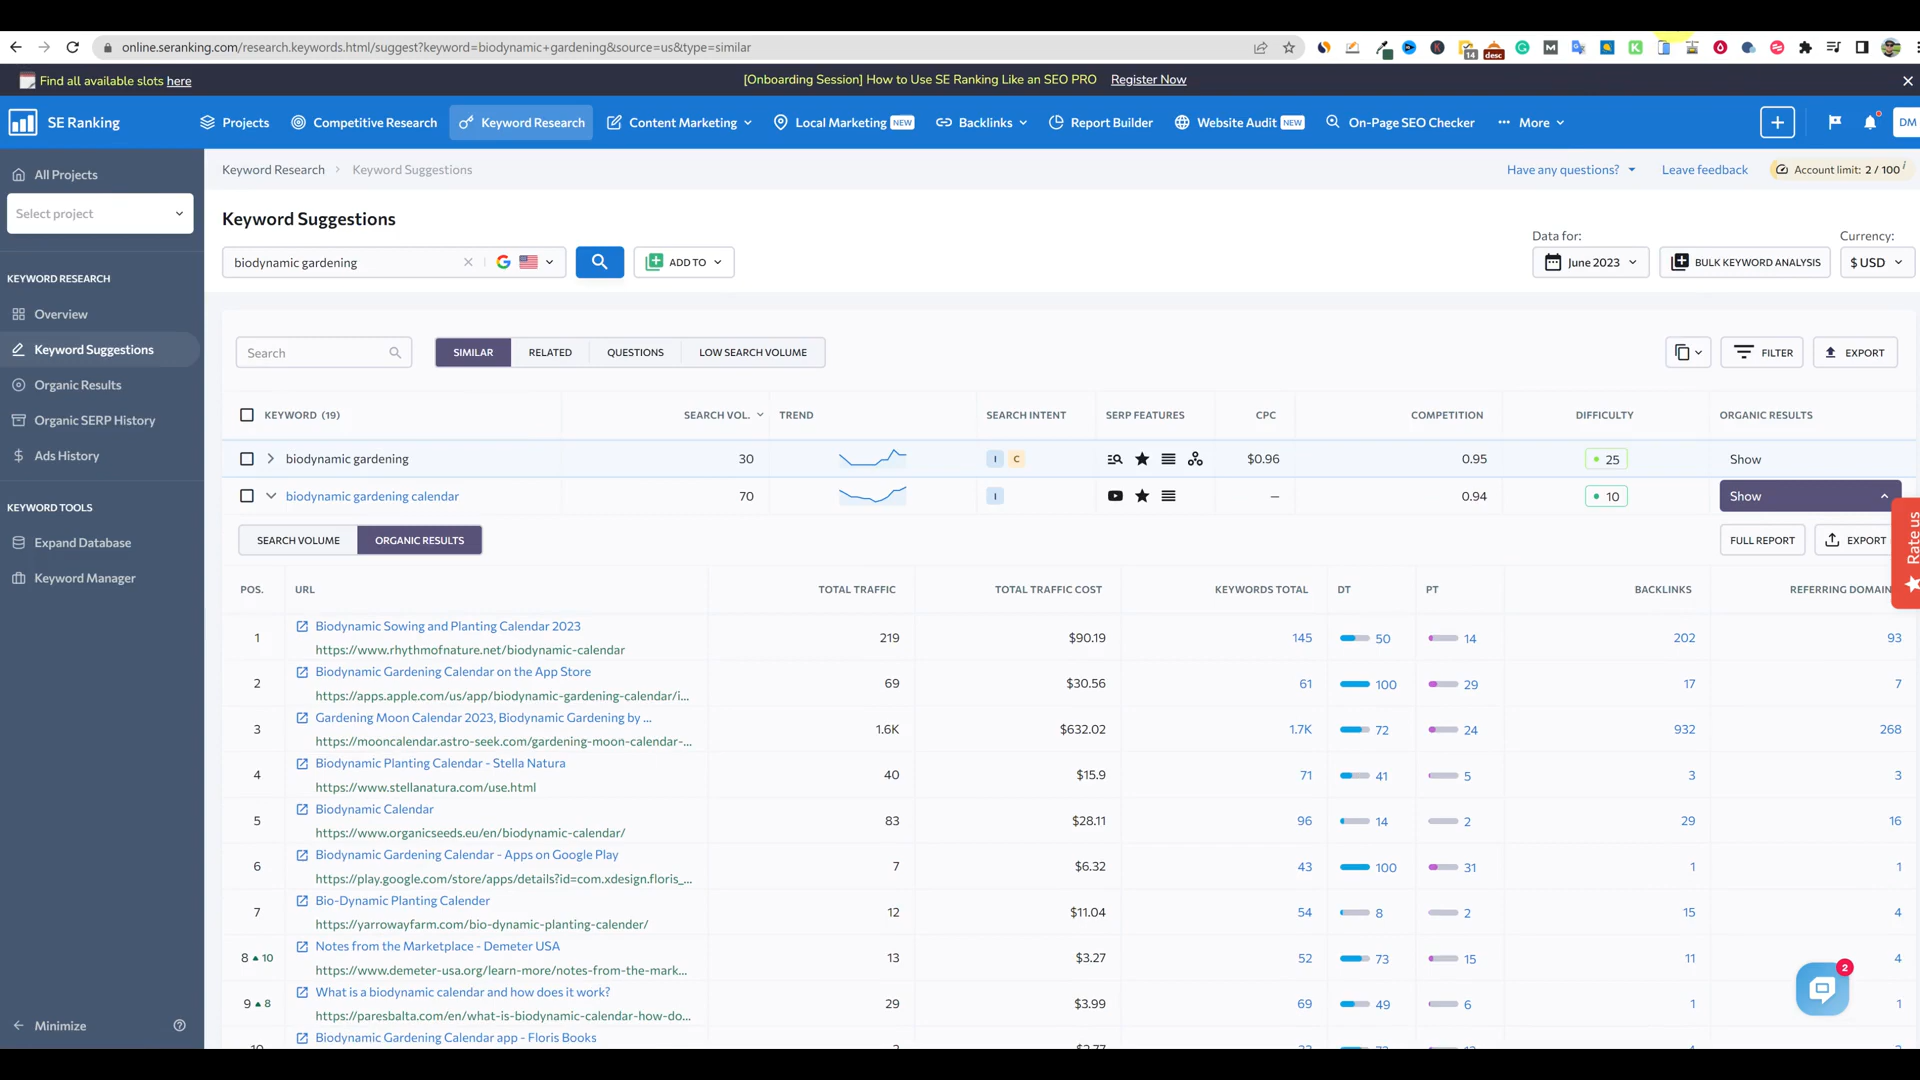 online.seranking.com/research.keywords.html/suggest?keyword=biodynamic+gardening&source=us&type=similar
14
desc
Find all available slots here
[Onboarding Session] How to Use SE Ranking Like an SEO PRO Register Now
SE Ranking
Projects
Competitive Research
Keyword Research
Content Marketing
Local Marketing NEW
Backlinks
Report Builder
Website Audit NEW
On-Page SEO Checker
More
DM
All Projects
Select project
KEYWORD RESEARCH
Overview
Keyword Suggestions
Organic Results
Organic SERP History
Ads History
KEYWORD TOOLS
Expand Database
Keyword Manager
Minimize
Keyword Research > Keyword Suggestions
Have any questions?
Leave feedback
Account limit: 2 / 100 i
Keyword Suggestions
Data for:
Currency:
biodynamic gardening
ADD TO
June 2023
BULK KEYWORD ANALYSIS
$ USD
Search
SIMILAR
RELATED
QUESTIONS
LOW SEARCH VOLUME
FILTER
EXPORT
KEYWORD (19) SEARCH VOL. TREND SEARCH INTENT SERP FEATURES CPC COMPETITION DIFFICULTY ORGANIC RESULTS
biodynamic gardening 30 I C $0.96 0.95 25 Show
biodynamic gardening calendar 70 I – 0.94 10 Show
SEARCH VOLUME
ORGANIC RESULTS
FULL REPORT
EXPORT
Rate us
POS. URL TOTAL TRAFFIC TOTAL TRAFFIC COST KEYWORDS TOTAL DT PT BACKLINKS REFERRING DOMAIN
1 Biodynamic Sowing and Planting Calendar 2023 219 $90.19 145 50 14 202 93
https://www.rhythmofnature.net/biodynamic-calendar
2 Biodynamic Gardening Calendar on the App Store 69 $30.56 61 100 29 17 7
https://apps.apple.com/us/app/biodynamic-gardening-calendar/i...
3 Gardening Moon Calendar 2023, Biodynamic Gardening by ... 1.6K $632.02 1.7K 72 24 932 268
https://mooncalendar.astro-seek.com/gardening-moon-calendar-...
4 Biodynamic Planting Calendar - Stella Natura 40 $15.9 71 41 5 3 3
https://www.stellanatura.com/use.html
5 Biodynamic Calendar 83 $28.11 96 14 2 29 16
https://www.organicseeds.eu/en/biodynamic-calendar/
6 Biodynamic Gardening Calendar - Apps on Google Play 7 $6.32 43 100 31 1 1
https://play.google.com/store/apps/details?id=com.xdesign.floris_...
7 Bio-Dynamic Planting Calender 12 $11.04 54 8 2 15 4
https://yarrowayfarm.com/bio-dynamic-planting-calender/
8 10 Notes from the Marketplace - Demeter USA 13 $3.27 52 73 15 11 4
https://www.demeter-usa.org/learn-more/notes-from-the-mark...
9 8 What is a biodynamic calendar and how does it work? 29 $3.99 69 49 6 1 1
https://paresbalta.com/en/what-is-biodynamic-calendar-how-do...
Biodynamic Gardening Calendar app - Floris Books
2